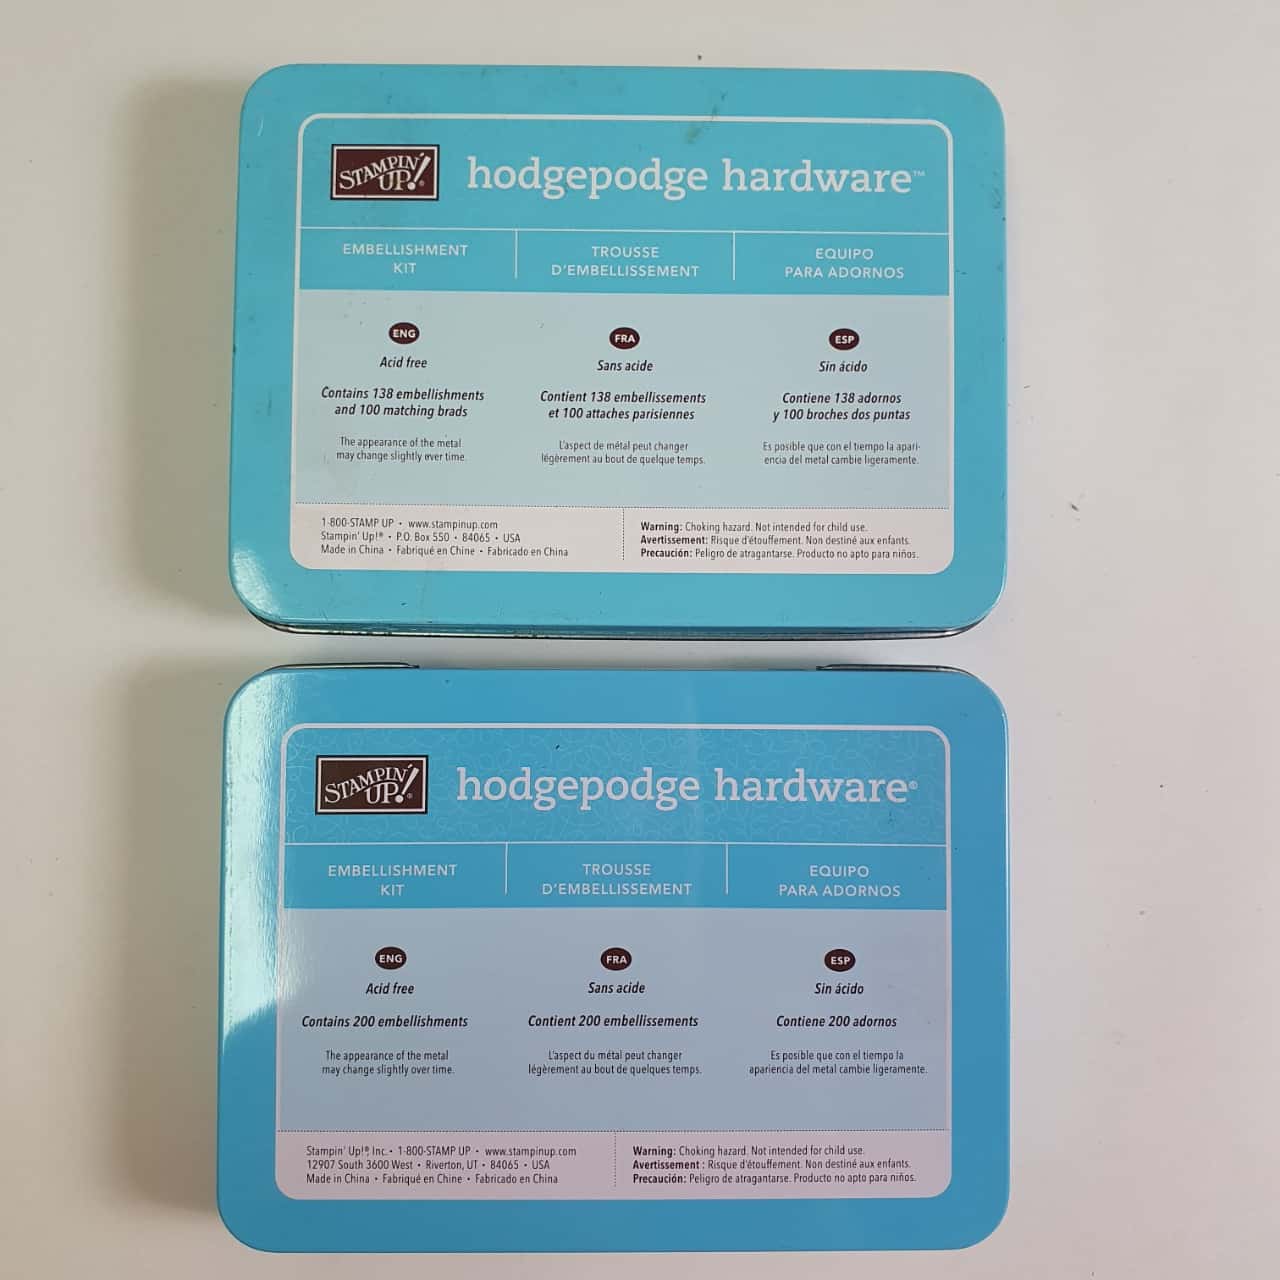 STAMPIN' UP!®
hodgepodge hardware™
EMBELLISHMENT
KIT
TROUSSE
D'EMBELLISSEMENT
EQUIPO
PARA ADORNOS
ENG
Acid free
Contains 138 embellishments
and 100 matching brads
The appearance of the metal
may change slightly over time.
FRA
Sans acide
Contient 138 embellissements
et 100 attaches parisiennes
L'aspect de métal peut changer
légèrement au bout de quelque temps.
ESP
Sin ácido
Contiene 138 adornos
y 100 broches dos puntas
Es posible que con el tiempo la apari-
encia del metal cambie ligeramente.
1-800-STAMP UP • www.stampinup.com
Stampin' Up!® • P.O. Box 550 • 84065 • USA
Made in China • Fabriqué en Chine • Fabricado en China
Warning: Choking hazard. Not intended for child use.
Avertissement: Risque d'étouffement. Non destiné aux enfants.
Precaución: Peligro de atragantarse. Producto no apto para niños.
STAMPIN' UP!®
hodgepodge hardware®
EMBELLISHMENT
KIT
TROUSSE
D'EMBELLISSEMENT
EQUIPO
PARA ADORNOS
ENG
Acid free
Contains 200 embellishments
The appearance of the metal
may change slightly over time.
FRA
Sans acide
Contient 200 embellissements
L'aspect du métal peut changer
légèrement au bout de quelques temps.
ESP
Sin ácido
Contiene 200 adornos
Es posible que con el tiempo la
apariencia del metal cambie ligeramente.
Stampin' Up!® Inc. • 1-800-STAMP UP • www.stampinup.com
12907 South 3600 West • Riverton, UT • 84065 • USA
Made in China • Fabriqué en Chine • Fabricado en China
Warning: Choking hazard. Not intended for child use.
Avertissement : Risque d'étouffement. Non destiné aux enfants.
Precaución: Peligro de atragantarse. Producto no apto para niños.